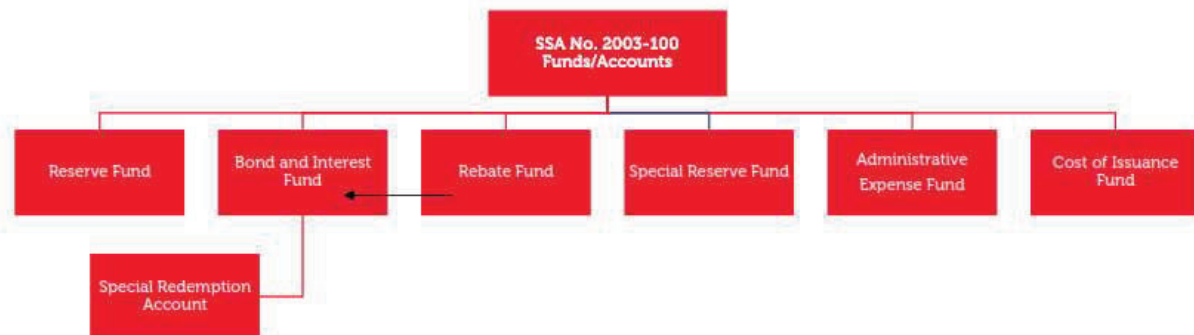 SSA No. 2003-100
Funds/Accounts
Reserve Fund
Bond and Interest
Fund
Rebate Fund
Special Reserve Fund
Administrative
Expense Fund
Cost of Issuance
Fund
Special Redemption
Account